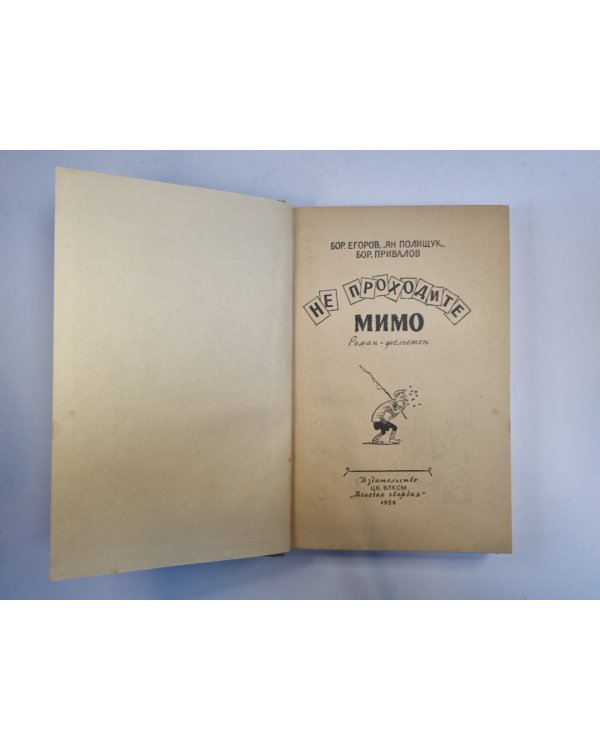 БОР. ЕГОРОВ, ЯН ПОЛИЩУК,
БОР. ПРИВАЛОВ
НЕ ПРОХОДИТЕ
МИМО
Роман-фельетон
Издательство
ЦК ВЛКСМ
„Молодая гвардия"
1956